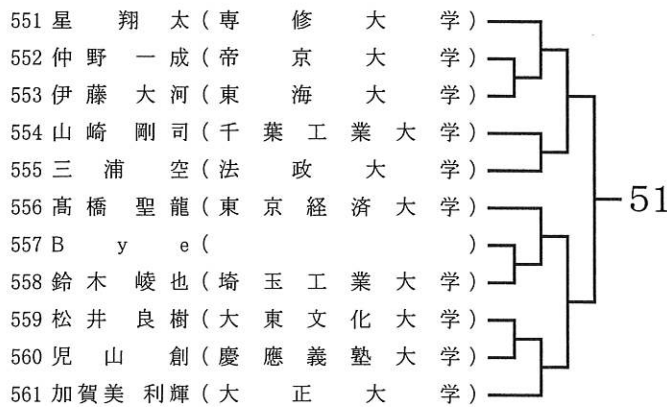 551 星 翔 太 ( 専 修 大 学 )
552 仲 野 一 成 ( 帝 京 大 学 )
553 伊 藤 大 河 ( 東 海 大 学 )
554 山 崎 剛 司 ( 千 葉 工 業 大 学 )
555 三 浦 空 ( 法 政 大 学 )
556 髙 橋 聖 龍 ( 東 京 経 済 大 学 )
557 B y e ( )
558 鈴 木 崚 也 ( 埼 玉 工 業 大 学 )
559 松 井 良 樹 ( 大 東 文 化 大 学 )
560 児 山 創 ( 慶 應 義 塾 大 学 )
561 加 賀 美 利 輝 ( 大 正 大 学 )
51